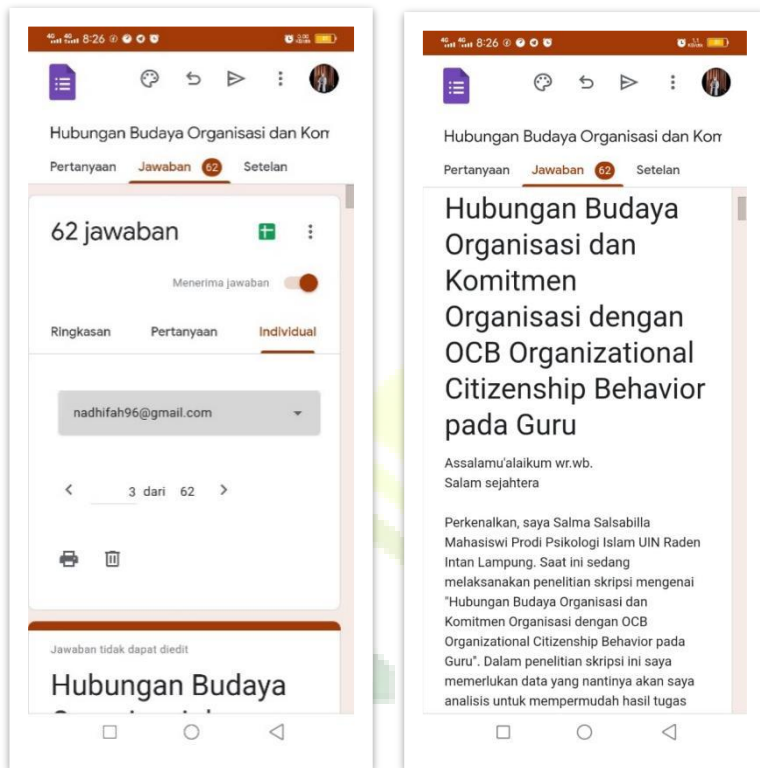 8:26
Hubungan Budaya Organisasi dan Kom
Pertanyaan Jawaban 62 Setelan
62 jawaban
Menerima jawaban
Ringkasan Pertanyaan Individual
nadhifah96@gmail.com
3 dari 62
Jawaban tidak dapat diedit
Hubungan Budaya
8:26
Hubungan Budaya Organisasi dan Kom
Pertanyaan Jawaban 62 Setelan
Hubungan Budaya
Organisasi dan
Komitmen
Organisasi dengan
OCB Organizational
Citizenship Behavior
pada Guru
Assalamu'alaikum wr.wb.
Salam sejahtera
Perkenalkan, saya Salma Salsabilla
Mahasiswi Prodi Psikologi Islam UIN Raden
Intan Lampung. Saat ini sedang
melaksanakan penelitian skripsi mengenai
"Hubungan Budaya Organisasi dan
Komitmen Organisasi dengan OCB
Organizational Citizenship Behavior pada
Guru". Dalam penelitian skripsi ini saya
memerlukan data yang nantinya akan saya
analisis untuk mempermudah hasil tugas